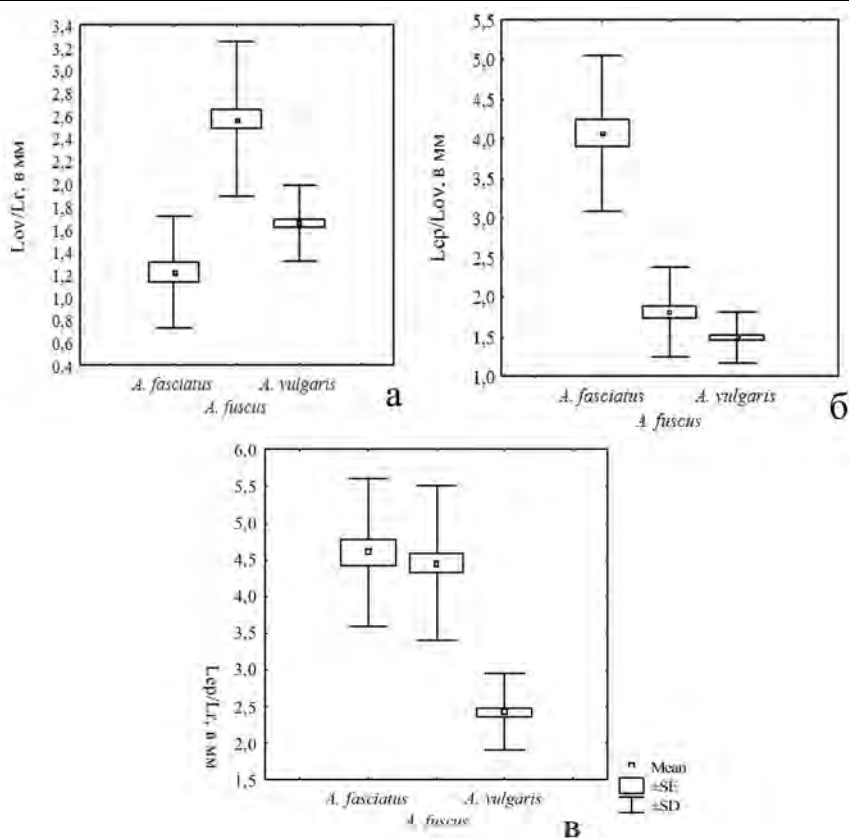 Lov/Lr, в мм
3,4
3,2
3,0
2,8
2,6
2,4
2,2
2,0
1,8
1,6
1,4
1,2
1,0
0,8
0,6
0,4
A. fasciatus A. vulgaris
A. fuscus
а
Lep/Lov, в мм
5,5
5,0
4,5
4,0
3,5
3,0
2,5
2,0
1,5
1,0
A. fasciatus A. vulgaris
A. fuscus
б
Lep/Lr, в мм
6,0
5,5
5,0
4,5
4,0
3,5
3,0
2,5
2,0
1,5
A. fasciatus A. vulgaris
A. fuscus
в
Mean
±SE
±SD